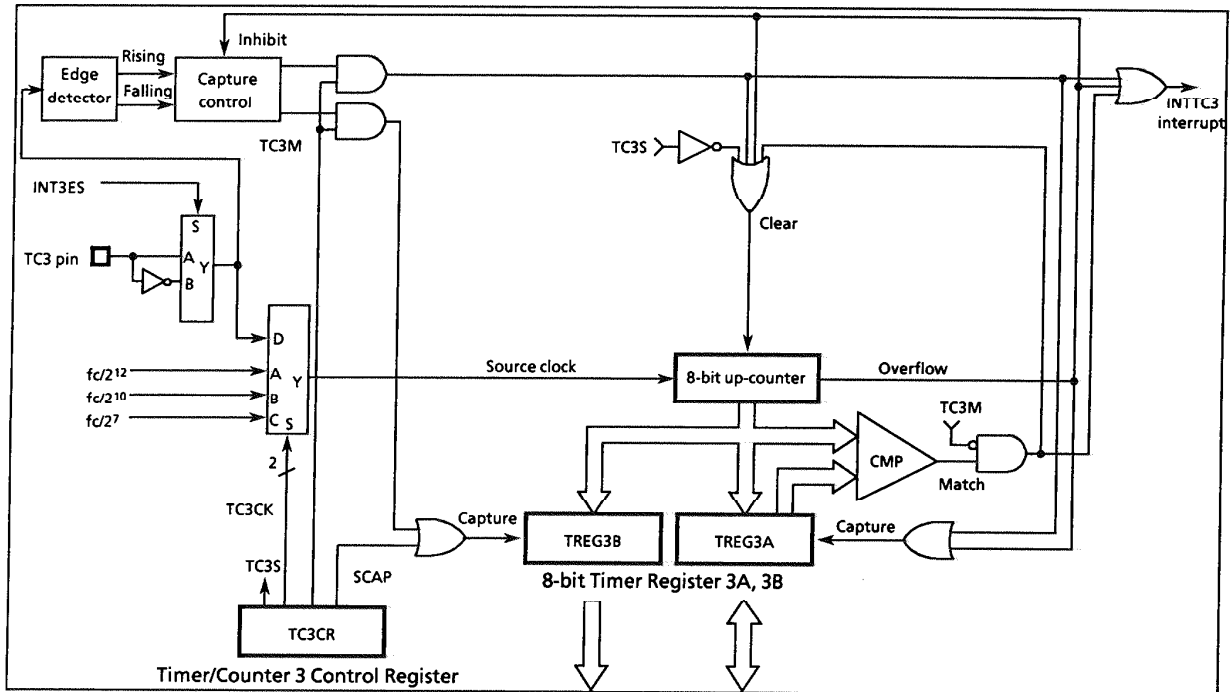 Inhibit
Rising
Edge
detector
Falling
Capture
control
TC3M
INTTC3
interrupt
TC3S
Clear
INT3ES
S
TC3 pin
A
Y
B
D
fc/2¹²
A
Y
fc/2¹⁰
B
fc/2⁷
C
S
Source clock
8-bit up-counter
Overflow
TC3M
CMP
Match
2
TC3CK
Capture
TREG3B
TREG3A
Capture
TC3S
SCAP
8-bit Timer Register 3A, 3B
TC3CR
Timer/Counter 3 Control Register